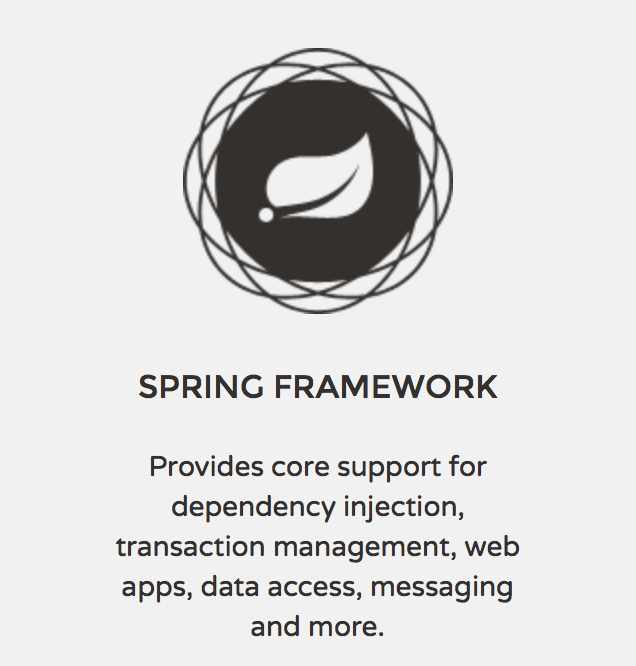 SPRING FRAMEWORK
Provides core support for
dependency injection,
transaction management, web
apps, data access, messaging
and more.